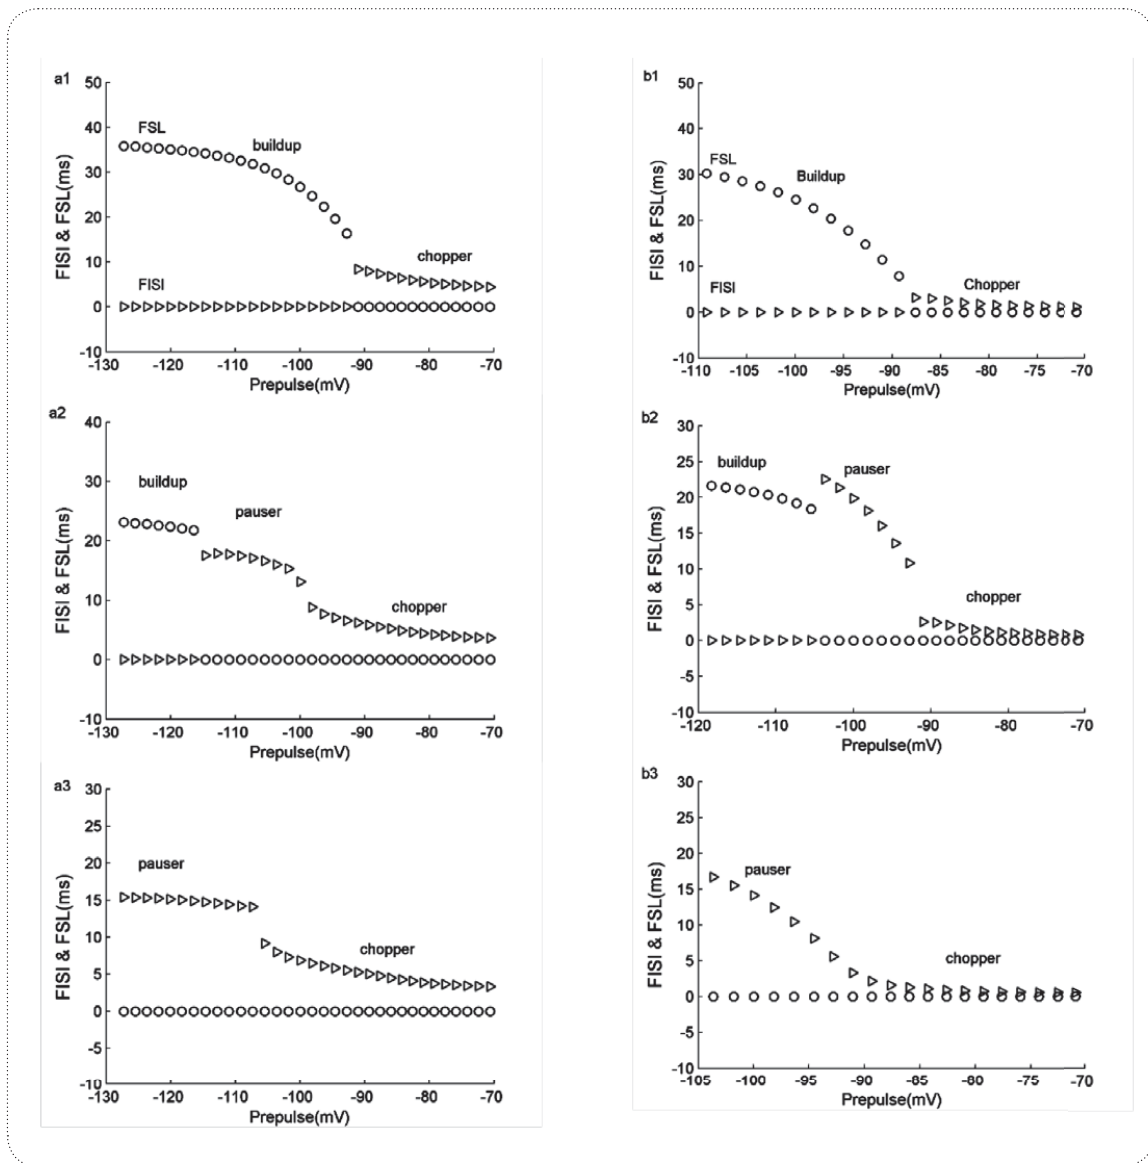 a1
50
40
30
20
10
0
-10
FISI & FSL(ms)
FSL
buildup
chopper
FISI
-130 -120 -110 -100 -90 -80 -70
Prepulse(mV)
b1
50
40
30
20
10
0
-10
FISI & FSL(ms)
FSL
Buildup
FISI
Chopper
-109 -105 -100 -95 -90 -85 -80 -75 -70
Prepulse(mV)
a2
40
30
20
10
0
-10
FISI & FSL(ms)
buildup
pauser
chopper
-130 -120 -110 -100 -90 -80 -70
Prepulse(mV)
b2
30
25
20
15
10
5
0
-5
-10
FISI & FSL(ms)
buildup
pauser
chopper
-118 -110 -100 -90 -80 -70
Prepulse(mV)
a3
30
25
20
15
10
5
0
-5
-10
FISI & FSL(ms)
pauser
chopper
-130 -120 -110 -100 -90 -80 -70
Prepulse(mV)
b3
30
25
20
15
10
5
0
-5
-10
FISI & FSL(ms)
pauser
chopper
-105 -100 -95 -90 -85 -80 -75 -70
Prepulse(mV)